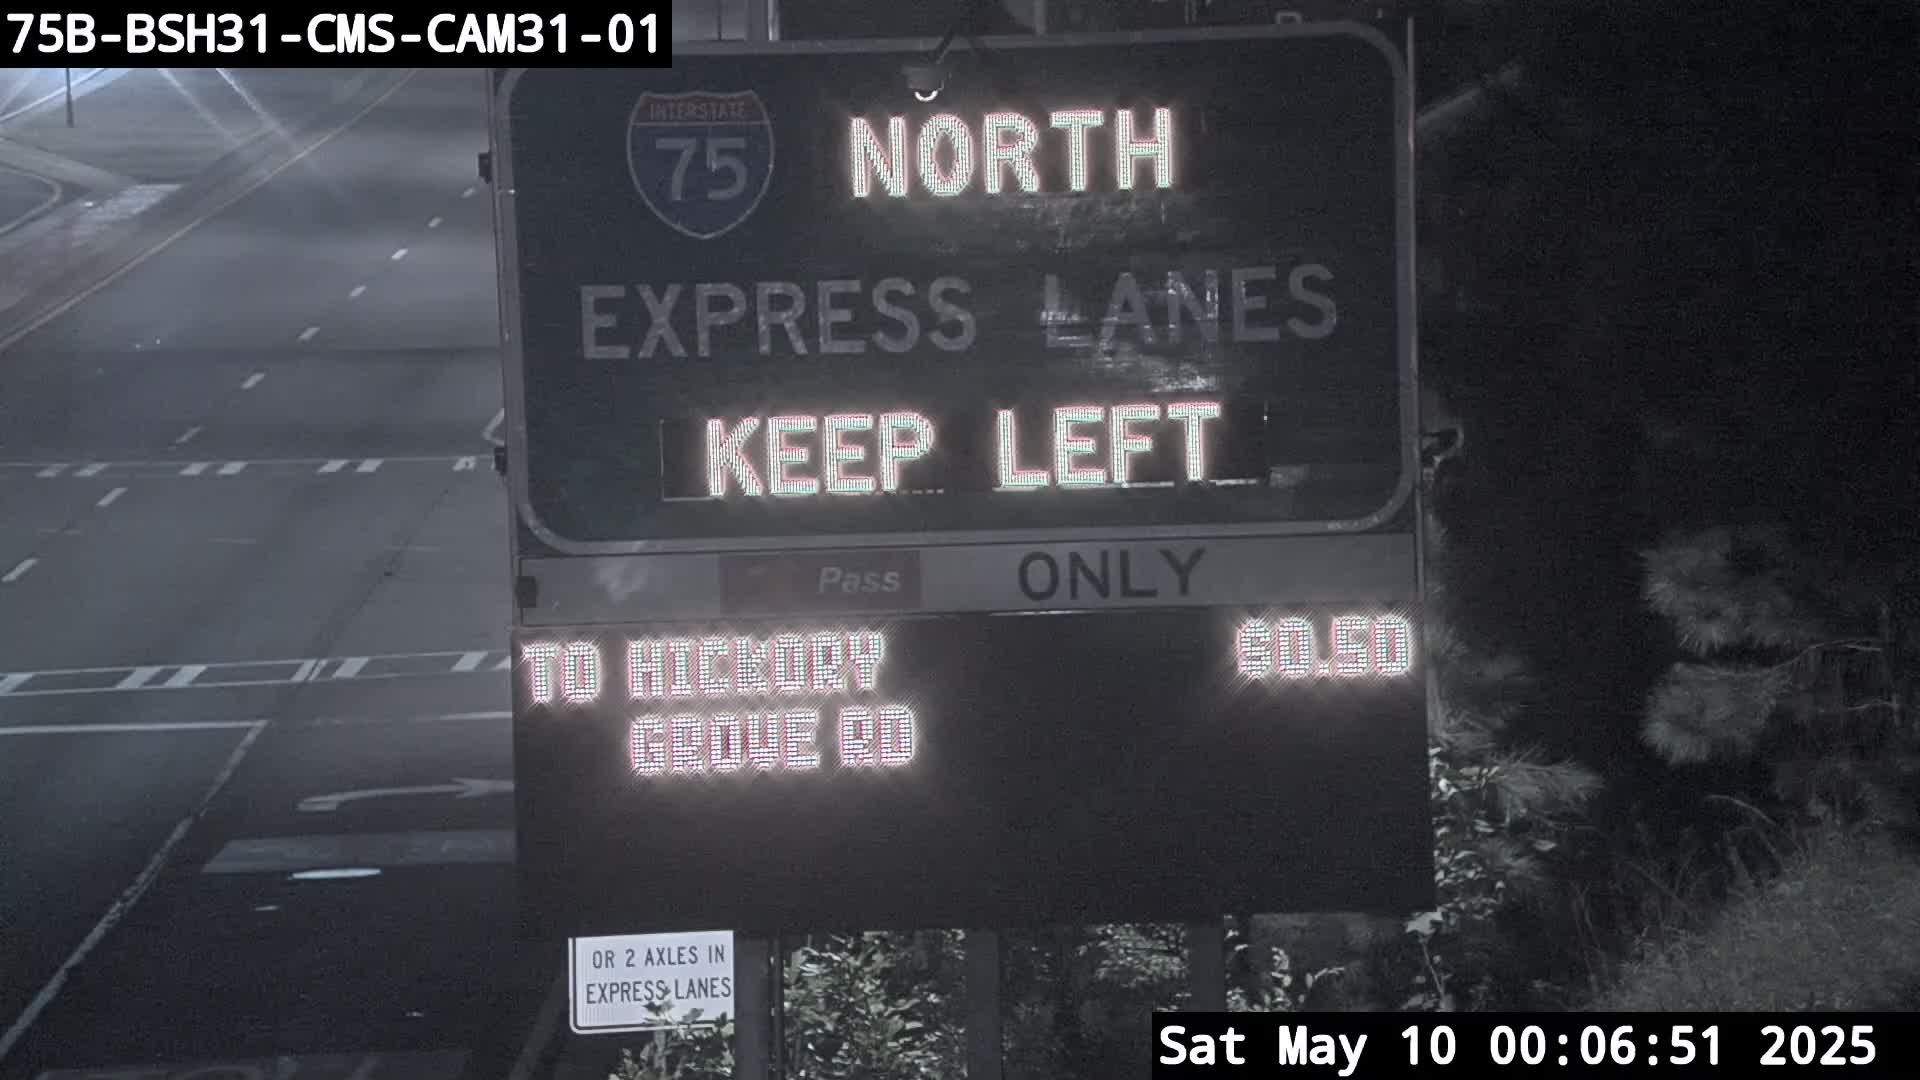 75B-BSH31-CMS-CAM31-01
INTERSTATE
75
NORTH
EXPRESS LANES
KEEP LEFT
Pass ONLY
TO HICKORY $0.50
GROVE RD
OR 2 AXLES IN
EXPRESS LANES
Sat May 10 00:06:51 2025